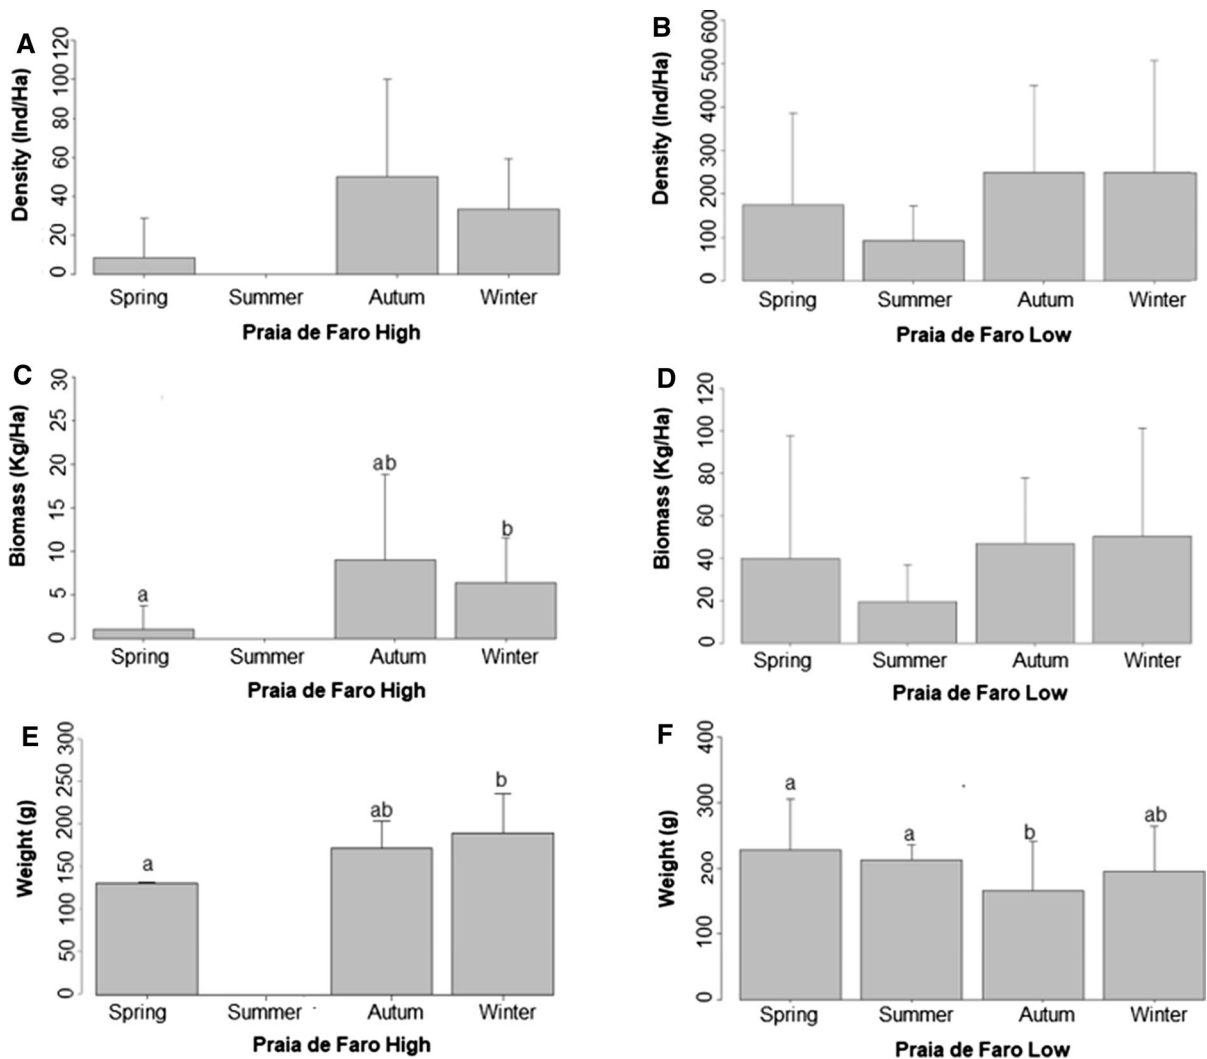 A
Density (Ind/Ha)
0 20 40 60 80 100 120
Spring Summer Autum Winter
Praia de Faro High
B
Density (Ind/Ha)
0 100 200 300 400 500 600
Spring Summer Autum Winter
Praia de Faro Low
C
Biomass (Kg/Ha)
0 5 10 15 20 25 30
a ab b
Spring Summer Autum Winter
Praia de Faro High
D
Biomass (Kg/Ha)
0 20 40 60 80 100 120
Spring Summer Autum Winter
Praia de Faro Low
E
Weight (g)
0 50 100 150 200 250 300
a ab b
Spring Summer Autum Winter
Praia de Faro High
F
Weight (g)
0 100 200 300 400
a a b ab
Spring Summer Autum Winter
Praia de Faro Low